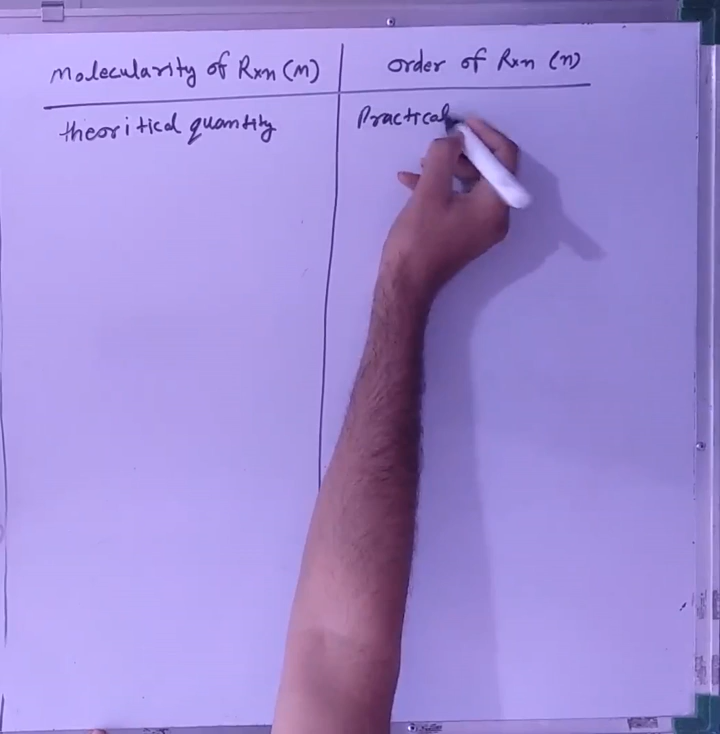 Molecularity of Rxn (M)
order of Rxn (n)
theoritical quantity
Practical